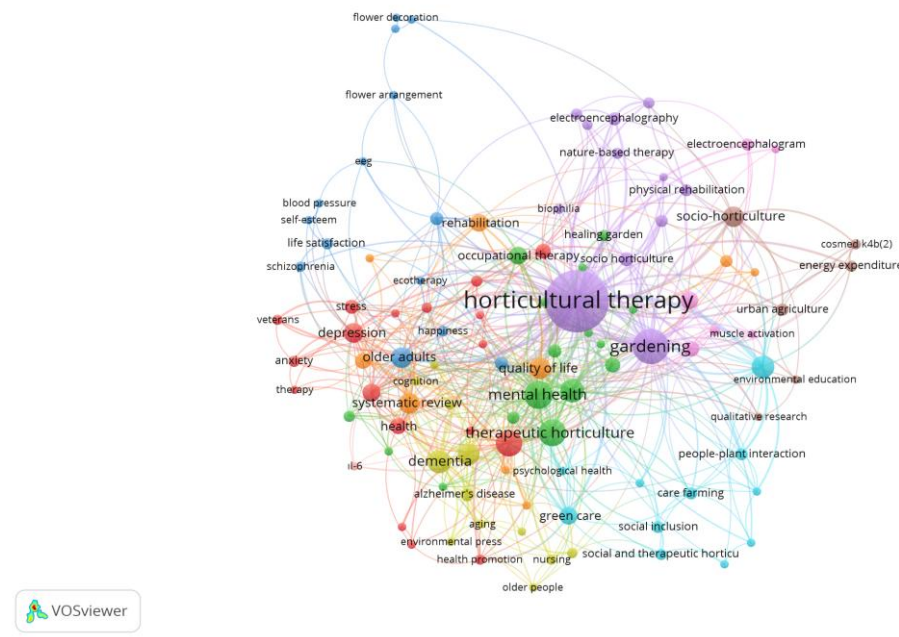 flower decoration
flower arrangement
electroencephalography
electroencephalogram
nature-based therapy
eeg
physical rehabilitation
blood pressure
biophilia
socio-horticulture
self-esteem
rehabilitation
healing garden
life satisfaction
cosmed k4b(2)
occupational therapy
socio horticulture
schizophrenia
energy expenditure
ecotherapy
horticultural therapy
stress
urban agriculture
veterans
depression
happiness
muscle activation
gardening
older adults
anxiety
quality of life
cognition
environmental education
therapy
mental health
systematic review
qualitative research
health
therapeutic horticulture
people-plant interaction
dementia
il-6
psychological health
alzheimer's disease
care farming
green care
aging
social inclusion
environmental press
health promotion
nursing
social and therapeutic horticu
older people
VOSviewer